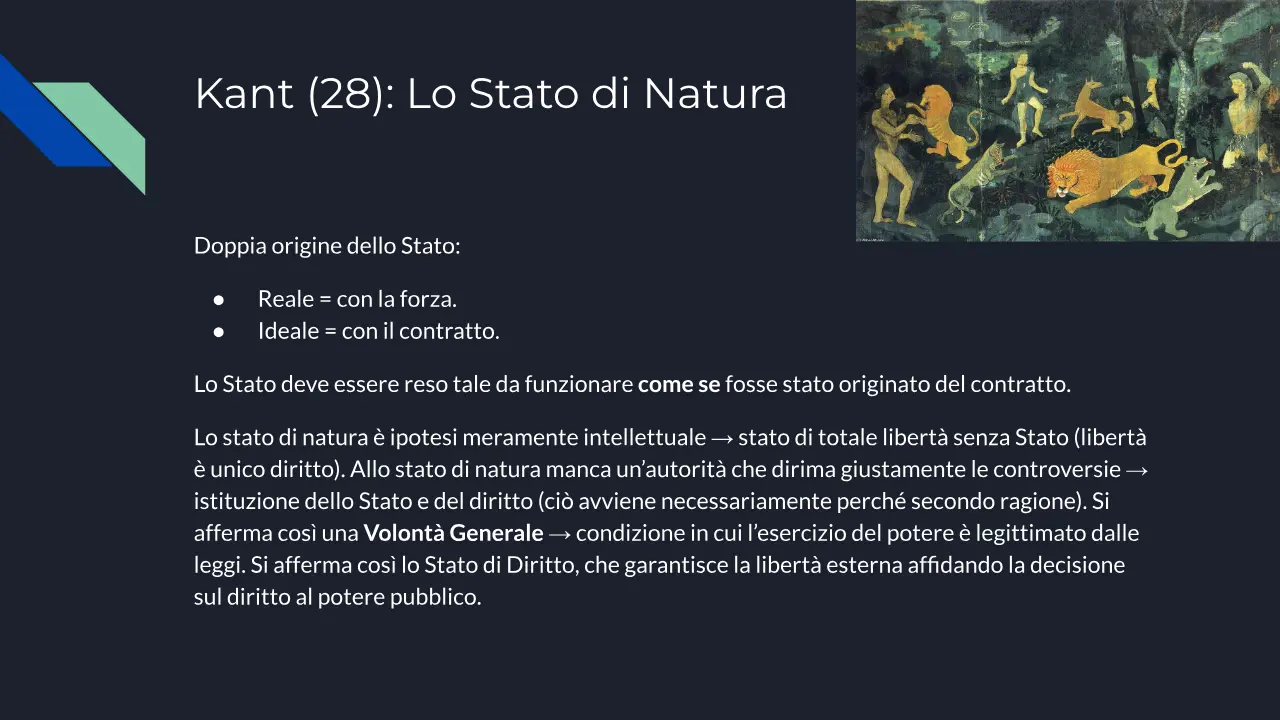 Kant (28): Lo Stato di Natura
Doppia origine dello Stato:
● Reale = con la forza.
● Ideale = con il contratto.
Lo Stato deve essere reso tale da funzionare come se fosse stato originato del contratto.
Lo stato di natura è ipotesi meramente intellettuale → stato di totale libertà senza Stato (libertà
è unico diritto). Allo stato di natura manca un’autorità che dirima giustamente le controversie →
istituzione dello Stato e del diritto (ciò avviene necessariamente perché secondo ragione). Si
afferma così una Volontà Generale → condizione in cui l’esercizio del potere è legittimato dalle
leggi. Si afferma così lo Stato di Diritto, che garantisce la libertà esterna affidando la decisione
sul diritto al potere pubblico.